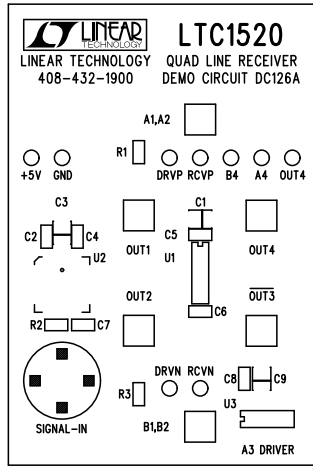 LINEAR
TECHNOLOGY
LTC1520
LINEAR TECHNOLOGY
408-432-1900
QUAD LINE RECEIVER
DEMO CIRCUIT DC126A
A1,A2
R1
+5V
GND
DRVP
RCVP
B4
A4
OUT4
C3
C1
C2
C4
C5
OUT1
U1
OUT4
U2
OUT2
OUT3
C6
R2
C7
DRVN
RCVN
C8
C9
R3
U3
SIGNAL-IN
B1,B2
A3 DRIVER